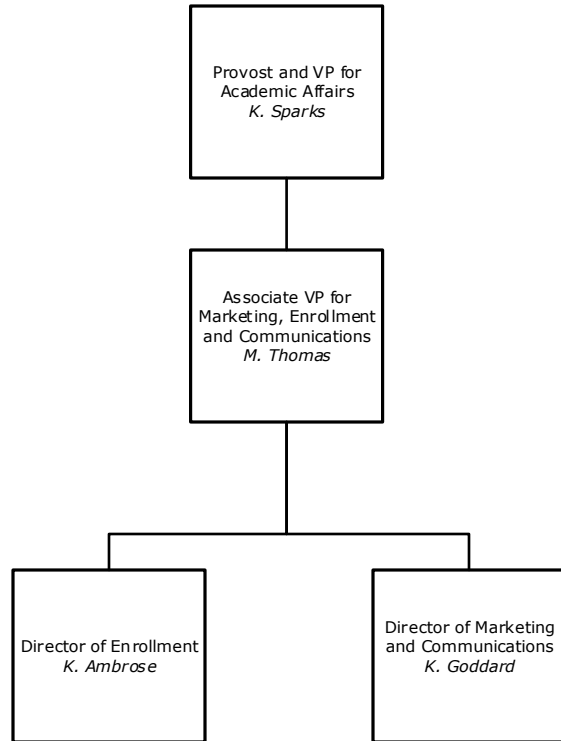 Provost and VP for
Academic Affairs
K. Sparks
Associate VP for
Marketing, Enrollment
and Communications
M. Thomas
Director of Enrollment
K. Ambrose
Director of Marketing
and Communications
K. Goddard